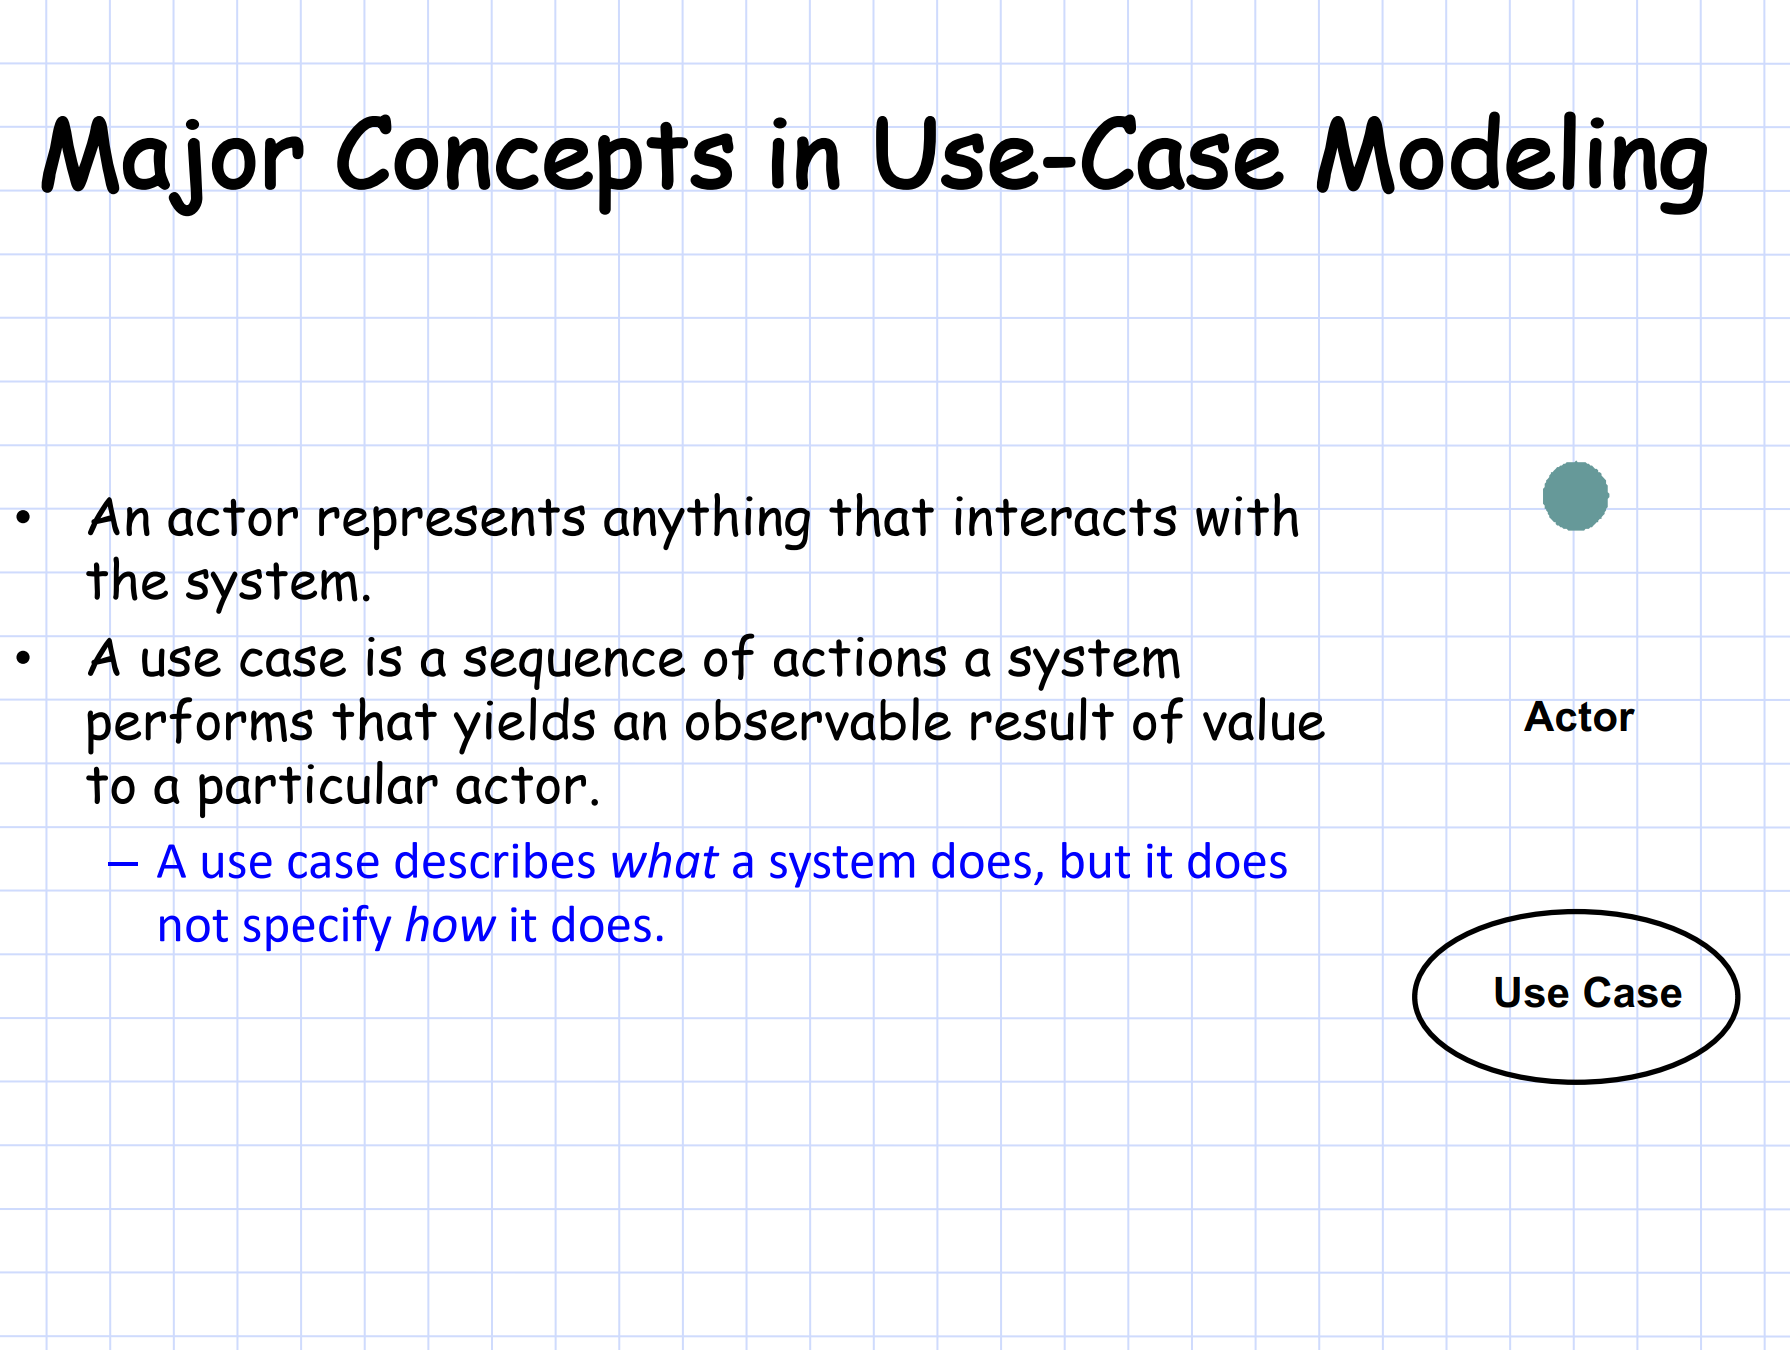 Major Concepts in Use-Case Modeling
• An actor represents anything that interacts with
the system.
• A use case is a sequence of actions a system
performs that yields an observable result of value
to a particular actor.
– A use case describes what a system does, but it does
not specify how it does.
Actor
Use Case